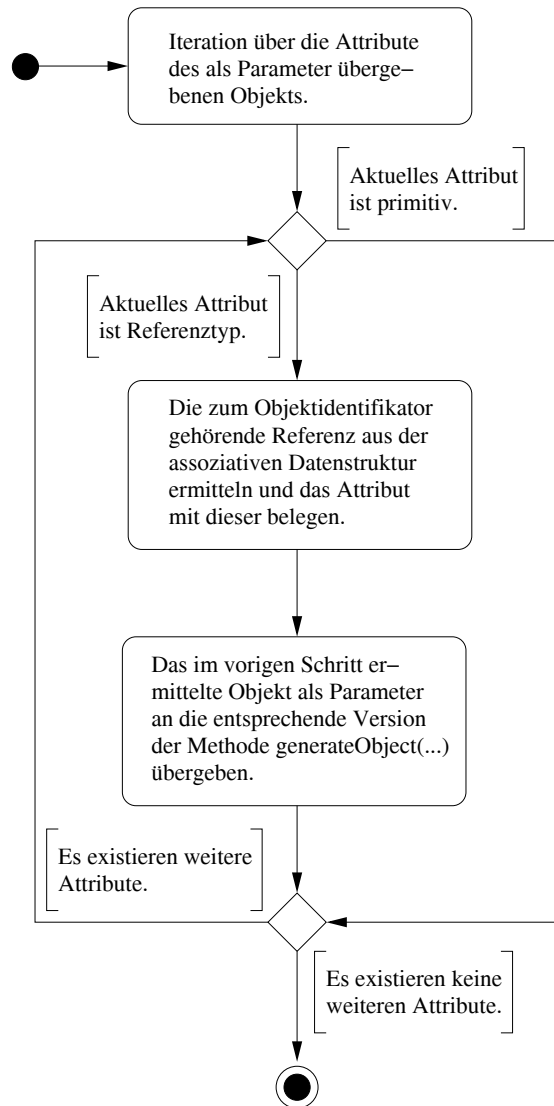 Iteration über die Attribute
des als Parameter überge–
benen Objekts.
Aktuelles Attribut
ist primitiv.
Aktuelles Attribut
ist Referenztyp.
Die zum Objektidentifikator
gehörende Referenz aus der
assoziativen Datenstruktur
ermitteln und das Attribut
mit dieser belegen.
Das im vorigen Schritt er–
mittelte Objekt als Parameter
an die entsprechende Version
der Methode generateObject(...)
übergeben.
Es existieren weitere
Attribute.
Es existieren keine
weiteren Attribute.